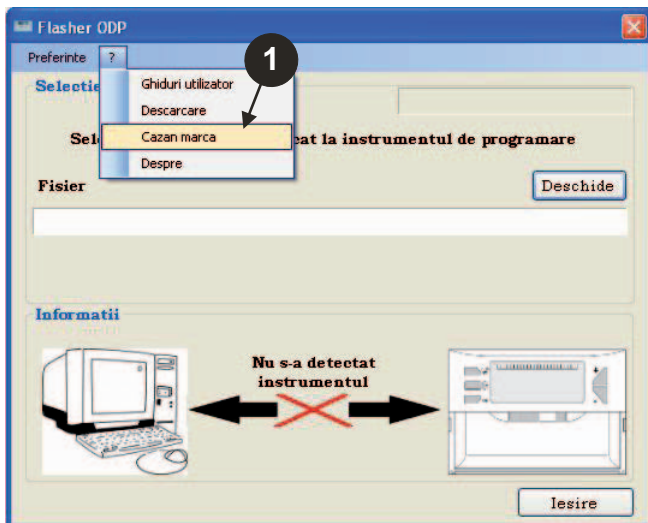 Flasher ODP
Preferinte ?
1
Ghiduri utilizator
Descarcare
Cazan marca
Despre
Selectie
Sele cat la instrumentul de programare
Fisier
Deschide
Informatii
Nu s-a detectat
instrumentul
Iesire